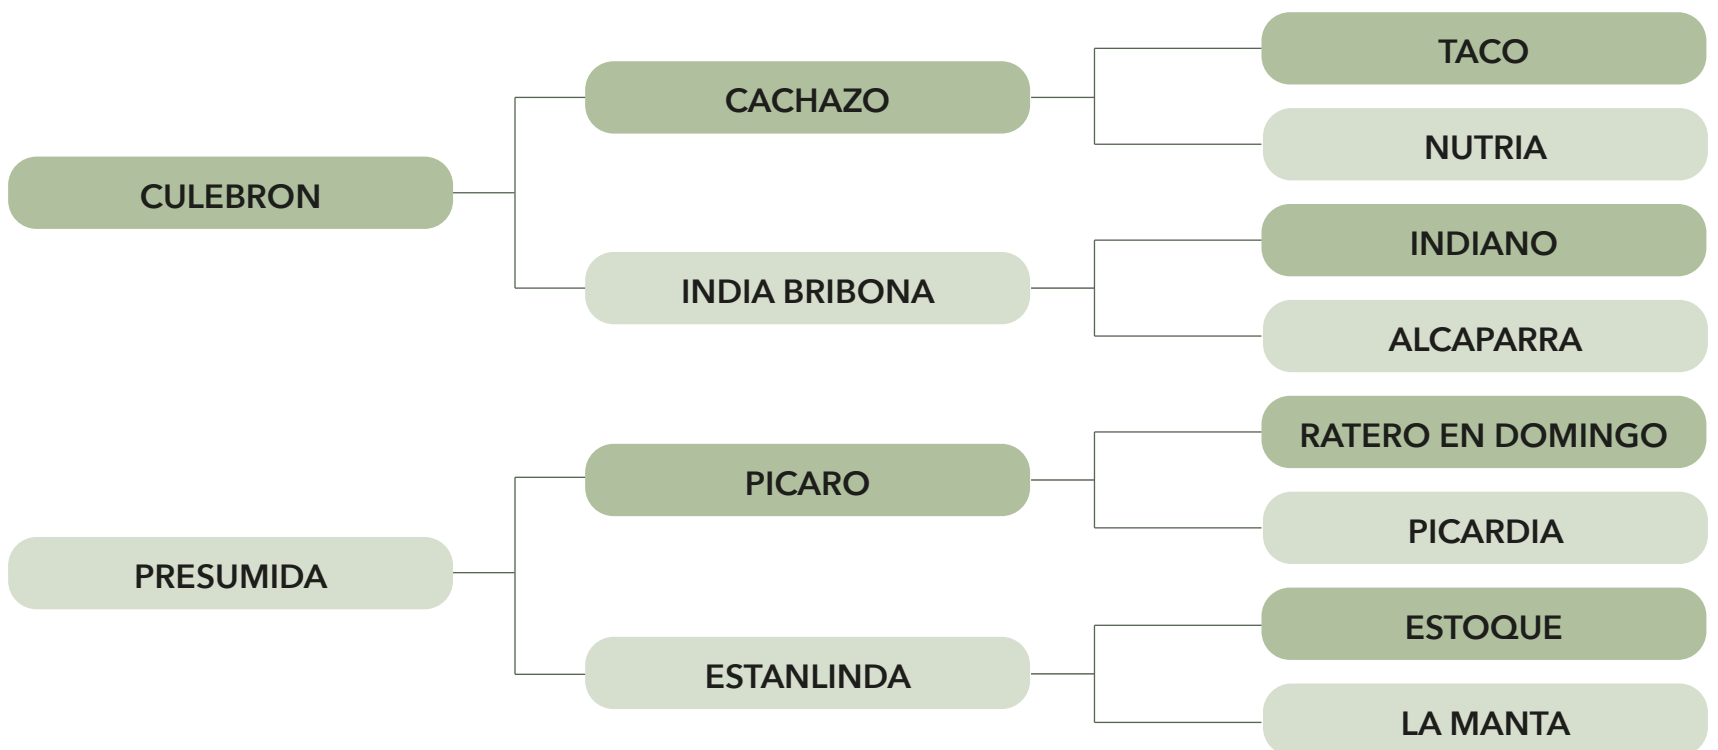 TACO
CACHAZO
NUTRIA
CULEBRON
INDIANO
INDIA BRIBONA
ALCAPARRA
RATERO EN DOMINGO
PICARO
PICARDIA
PRESUMIDA
ESTOQUE
ESTANLINDA
LA MANTA